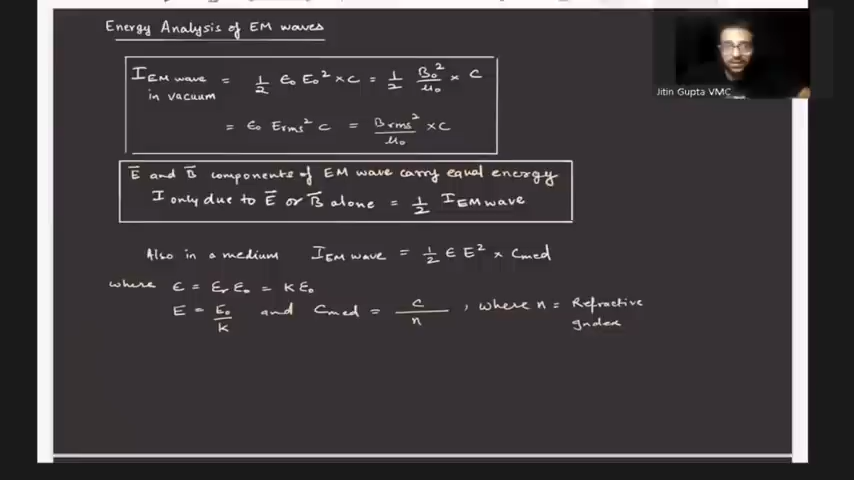 Energy Analysis of EM waves
I EM wave in vacuum = 1/2 ε₀ E₀² × C = 1/2 B₀²/μ₀ × C
= ε₀ Erms² C = Brms²/μ₀ × C
Jitin Gupta VMC
E̅ and B̅ components of EM wave carry equal energy
I only due to E̅ or B̅ alone = 1/2 I EM wave
Also in a medium I EM wave = 1/2 ε E² × Cmed
where ε = εr ε₀ = K ε₀
E = E₀/K and Cmed = C/n , where n = Refractive
Index